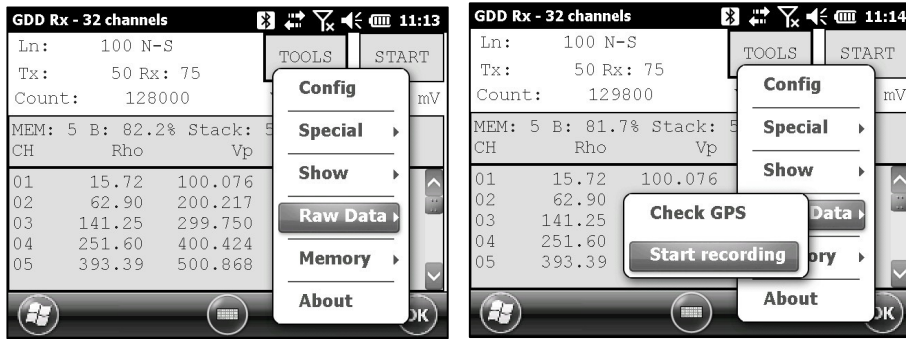 GDD Rx - 32 channels 11:13
Ln: 100 N-S
TOOLS START
Tx: 50 Rx: 75
Count: 128000 mV
MEM: 5 B: 82.2% Stack: 5
CH Rho Vp
01 15.72 100.076
02 62.90 200.217
03 141.25 299.750
04 251.60 400.424
05 393.39 500.868
Config
Special
Show
Raw Data
Memory
About
OK
GDD Rx - 32 channels 11:14
Ln: 100 N-S
TOOLS START
Tx: 50 Rx: 75
Count: 129800 mV
MEM: 5 B: 81.7% Stack: 5
CH Rho Vp
01 15.72 100.076
02 62.90
03 141.25
04 251.60
05 393.39
Config
Special
Show
Data
ory
About
Check GPS
Start recording
OK